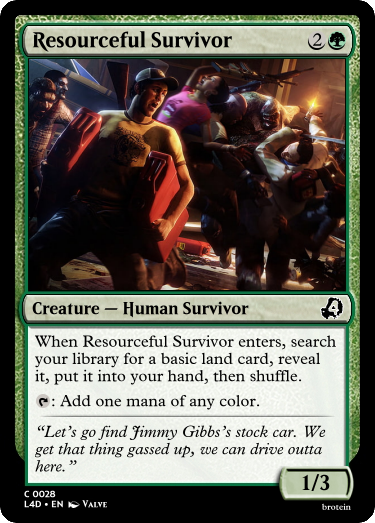 Resourceful Survivor 2
Creature — Human Survivor
When Resourceful Survivor enters, search
your library for a basic land card, reveal
it, put it into your hand, then shuffle.
: Add one mana of any color.
“Let’s go find Jimmy Gibbs’s stock car. We
get that thing gassed up, we can drive outta
here.”
1/3
C 0028
L4D • EN Valve
brotein